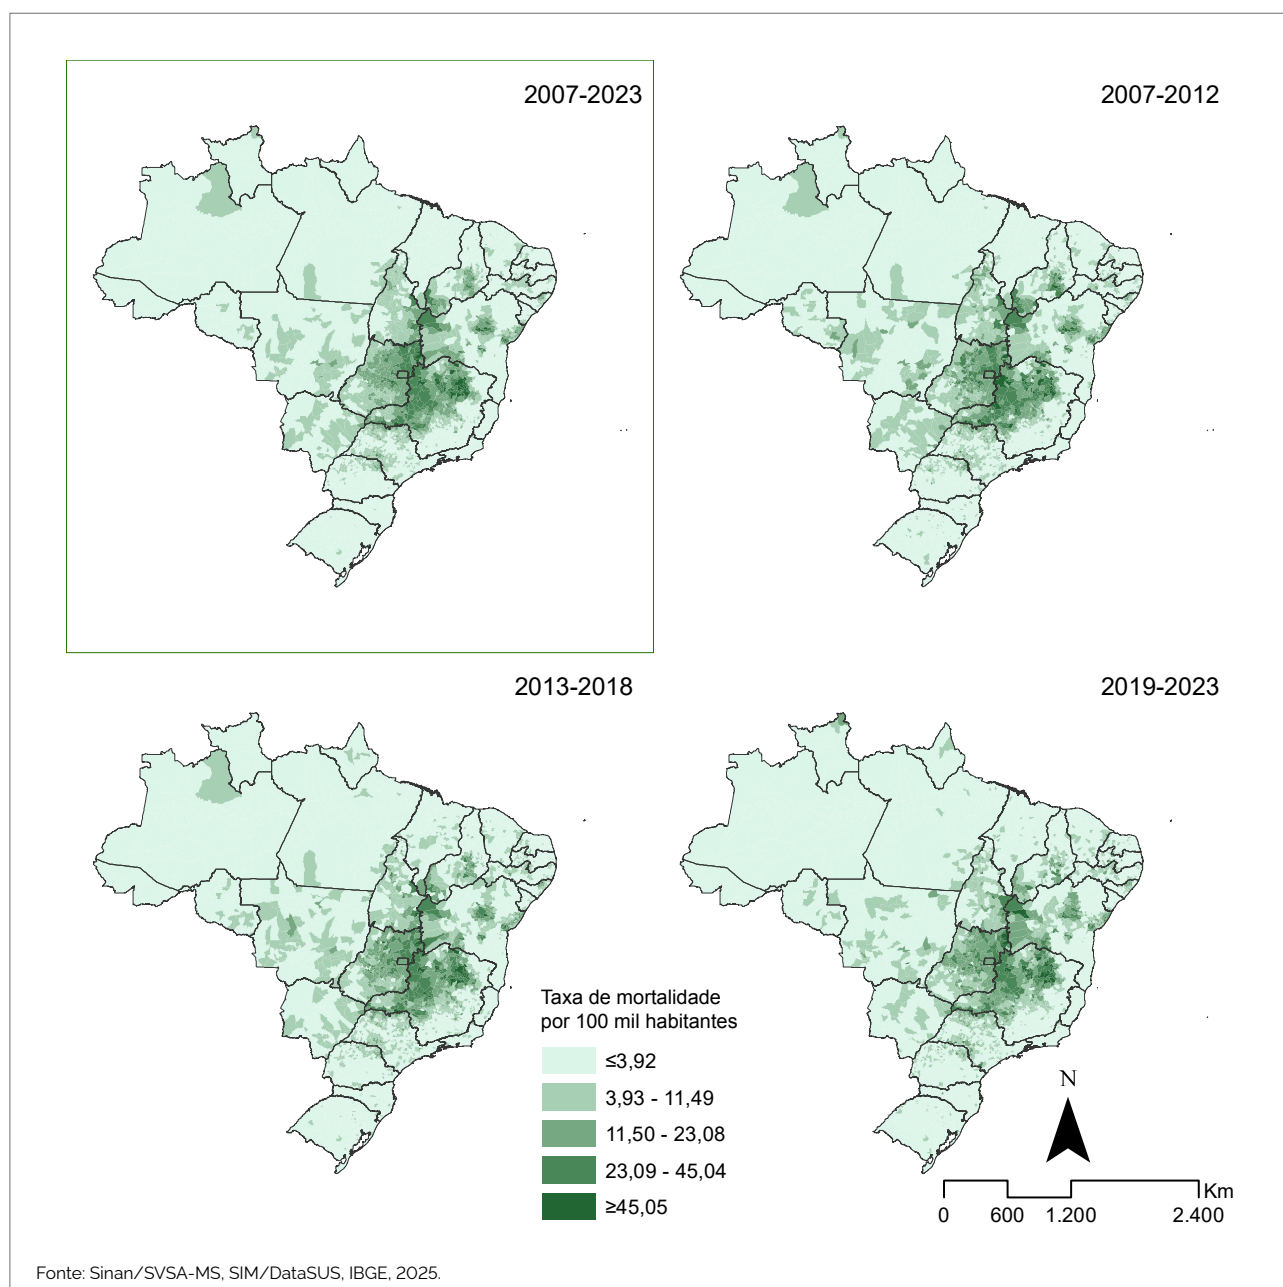 2007-2023
2007-2012
2013-2018
2019-2023
Taxa de mortalidade
por 100 mil habitantes
≤3,92
3,93 - 11,49
11,50 - 23,08
23,09 - 45,04
≥45,05
N
Km
0 600 1.200 2.400
Fonte: Sinan/SVSA-MS, SIM/DataSUS, IBGE, 2025.